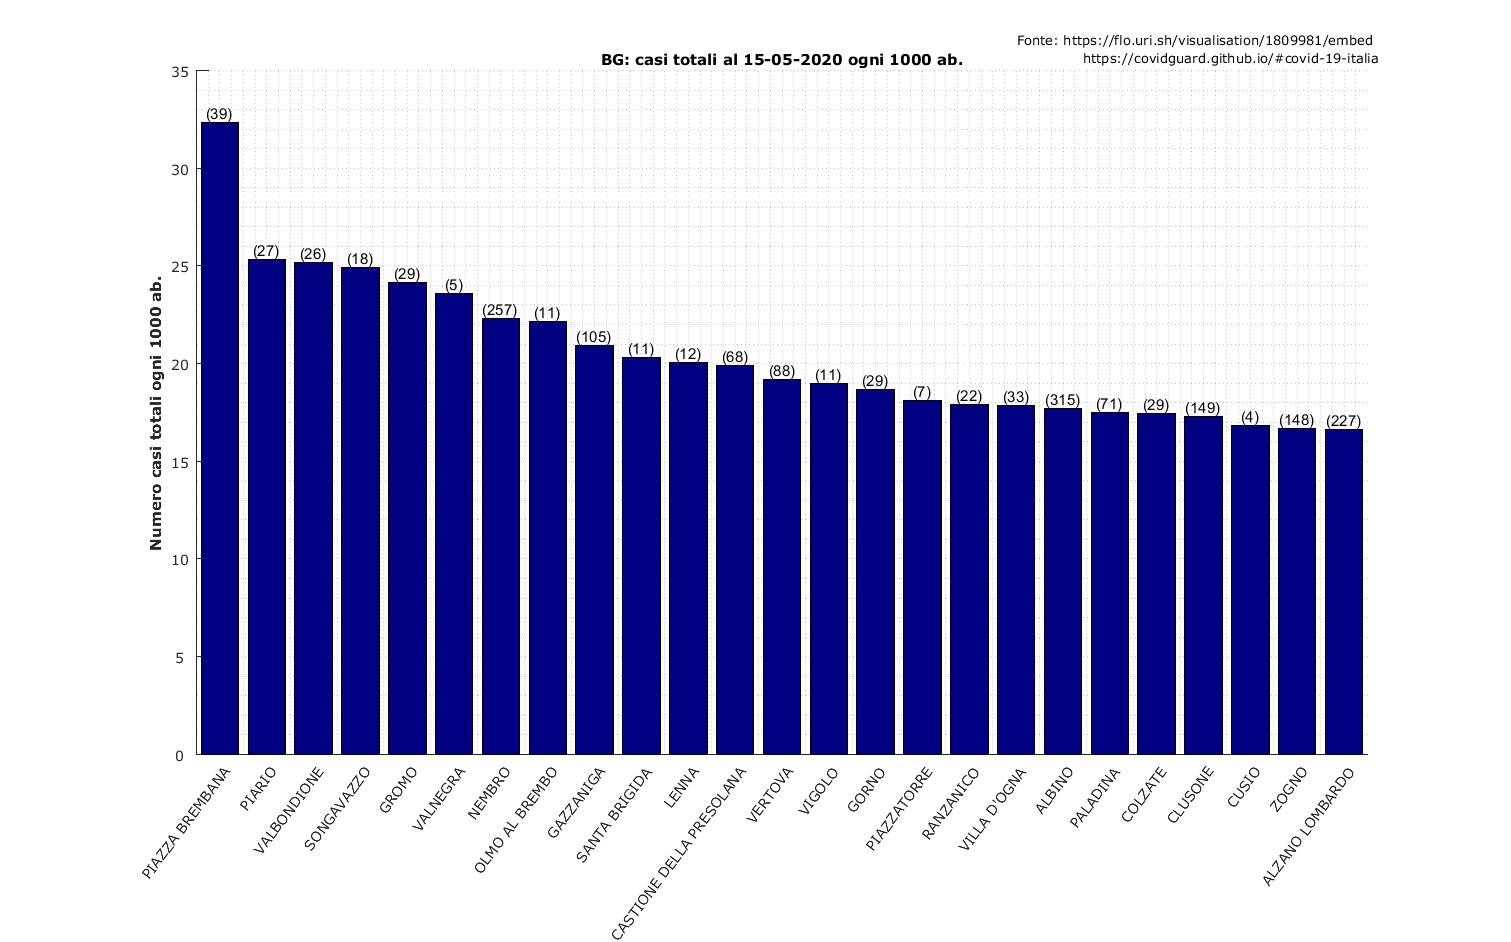 Fonte: https://flo.uri.sh/visualisation/1809981/embed
https://covidguard.github.io/#covid-19-italia
BG: casi totali al 15-05-2020 ogni 1000 ab.
Numero casi totali ogni 1000 ab.
35
30
25
20
15
10
5
0
(39)
(27)
(26)
(18)
(29)
(5)
(257)
(11)
(105)
(11)
(12)
(68)
(88)
(11)
(29)
(7)
(22)
(33)
(315)
(71)
(29)
(149)
(4)
(148)
(227)
PIAZZA BREMBANA
PIARIO
VALBONDIONE
SONGAVAZZO
GROMO
VALNEGRA
NEMBRO
OLMO AL BREMBO
GAZZANIGA
SANTA BRIGIDA
LENNA
CASTIONE DELLA PRESOLANA
VERTOVA
VIGOLO
GORNO
PIAZZATORRE
RANZANICO
VILLA D'OGNA
ALBINO
PALADINA
COLZATE
CLUSONE
CUSIO
ZOGNO
ALZANO LOMBARDO